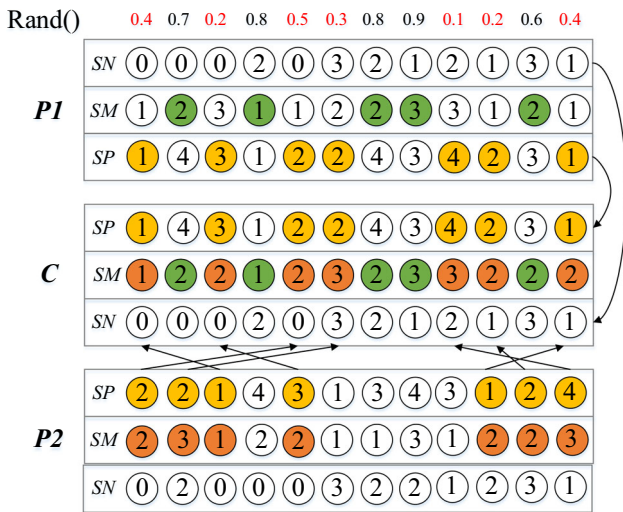 Rand() 0.4 0.7 0.2 0.8 0.5 0.3 0.8 0.9 0.1 0.2 0.6 0.4
SN 0 0 0 2 0 3 2 1 2 1 3 1
P1 SM 1 2 3 1 1 2 2 3 3 1 2 1
SP 1 4 3 1 2 2 4 3 4 2 3 1
SP 1 4 3 1 2 2 4 3 4 2 3 1
C SM 1 2 2 1 2 3 2 3 3 2 2 2
SN 0 0 0 2 0 3 2 1 2 1 3 1
SP 2 2 1 4 3 1 3 4 3 1 2 4
P2 SM 2 3 1 2 2 1 1 3 1 2 2 3
SN 0 2 0 0 0 3 2 2 1 2 3 1